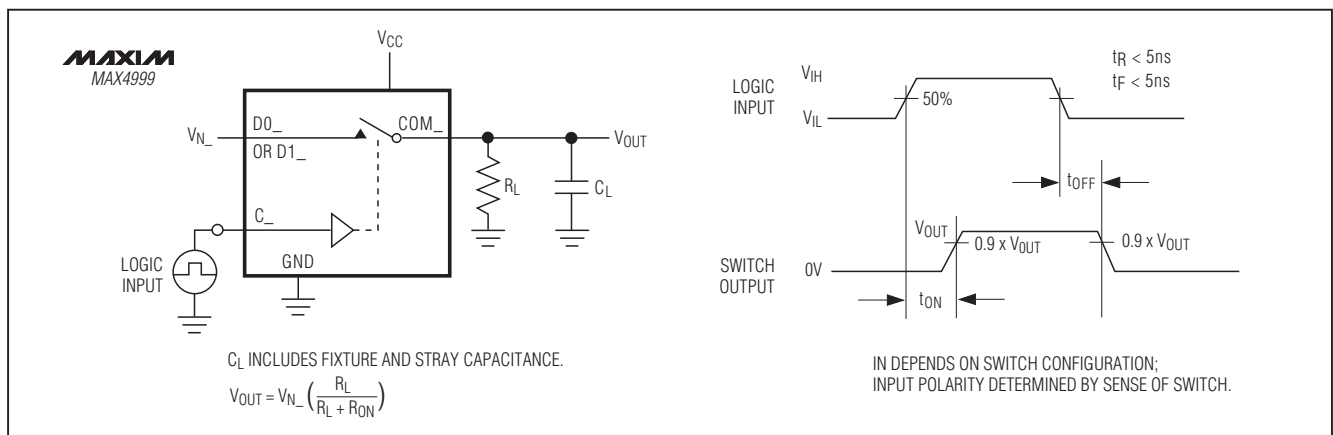 MAXIM
MAX4999
VCC
VN_
D0_
OR D1_
COM_
VOUT
RL
CL
C_
LOGIC
INPUT
GND
CL INCLUDES FIXTURE AND STRAY CAPACITANCE.
VOUT = VN_ ( RL / RL + RON )
tR < 5ns
tF < 5ns
LOGIC
INPUT
VIH
VIL
50%
tOFF
VOUT
0.9 x VOUT
0.9 x VOUT
SWITCH
OUTPUT
0V
tON
IN DEPENDS ON SWITCH CONFIGURATION;
INPUT POLARITY DETERMINED BY SENSE OF SWITCH.